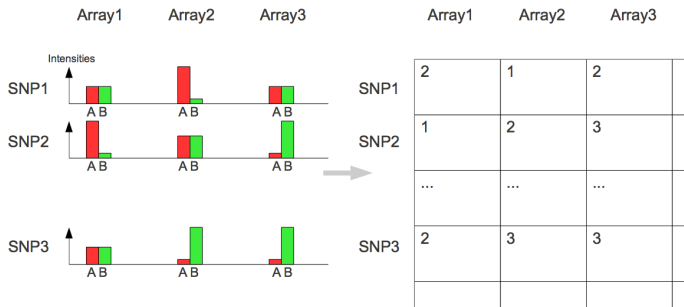 Array1 Array2 Array3 Array1 Array2 Array3
Intensities
SNP1 SNP1 2 1 2
A B A B A B
SNP2 SNP2 1 2 3
A B A B A B
... ... ...
SNP3 SNP3 2 3 3
A B A B A B